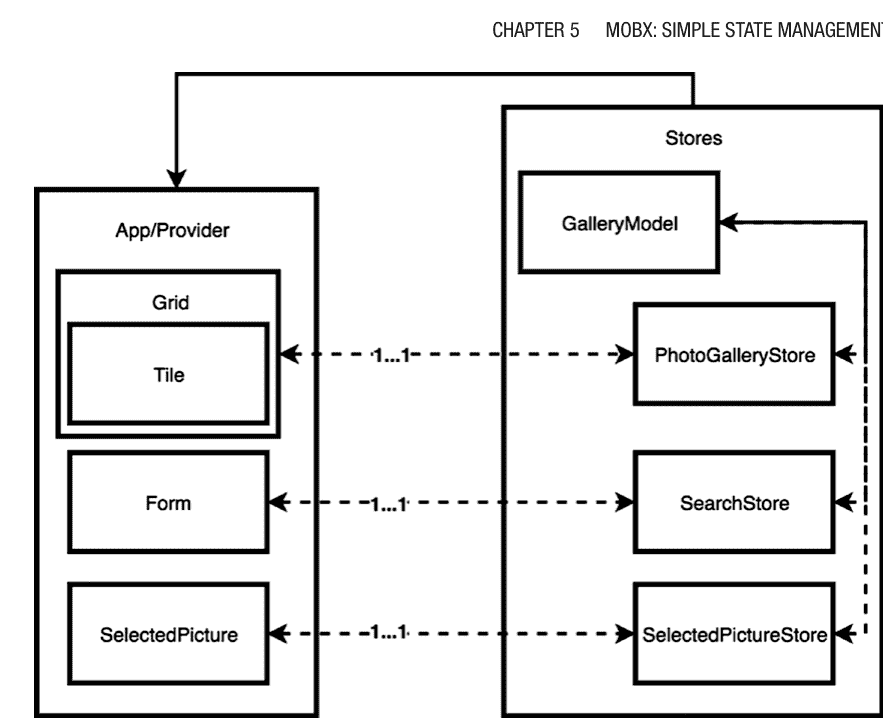 CHAPTER 5 MOBX: SIMPLE STATE MANAGEMEN
Stores
GalleryModel
App/Provider
Grid
Tile
1...1
PhotoGalleryStore
Form
1...1
SearchStore
SelectedPicture
1...1
SelectedPictureStore